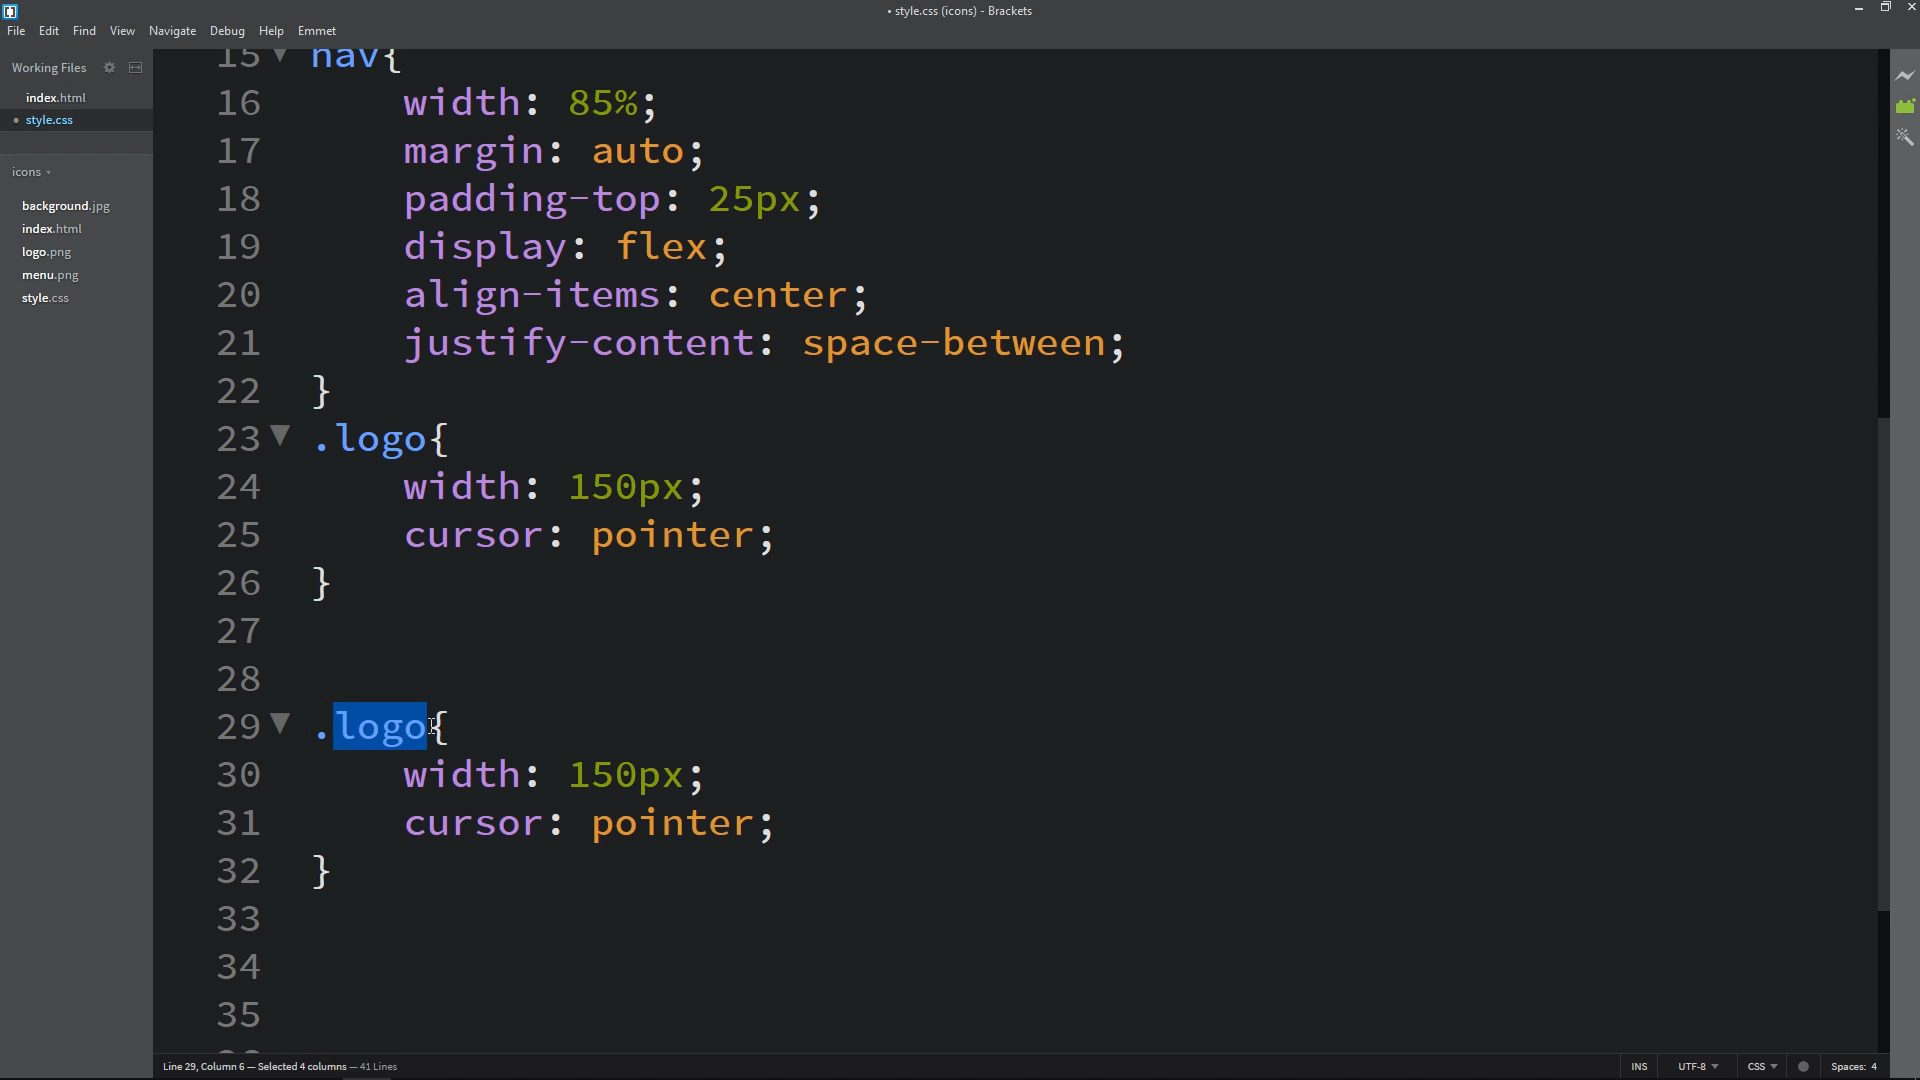 • style.css (icons) - Brackets
File Edit Find View Navigate Debug Help Emmet
Working Files
index.html
• style.css
icons
background.jpg
index.html
logo.png
menu.png
style.css
15 nav{
16 width: 85%;
17 margin: auto;
18 padding-top: 25px;
19 display: flex;
20 align-items: center;
21 justify-content: space-between;
22 }
23 .logo{
24 width: 150px;
25 cursor: pointer;
26 }
27
28
29 .logo{
30 width: 150px;
31 cursor: pointer;
32 }
33
34
35
Line 29, Column 6 — Selected 4 columns — 41 Lines
INS UTF-8 CSS Spaces: 4